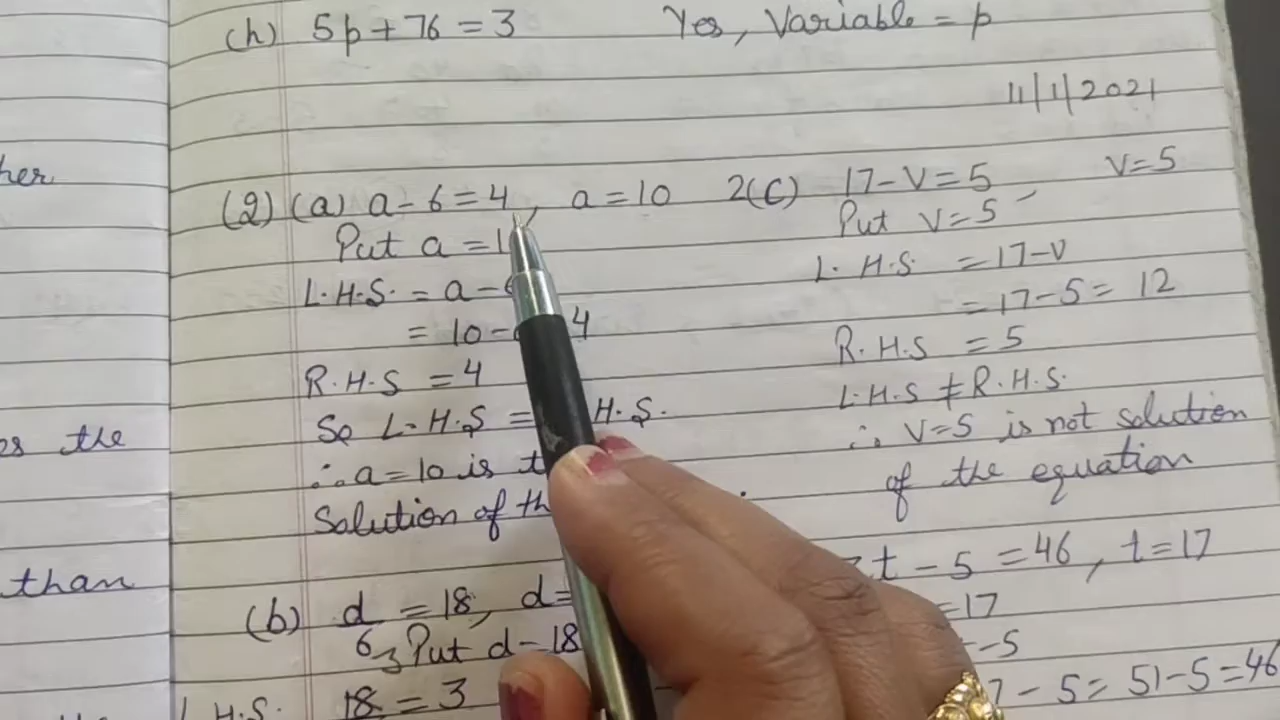 (h) 5p + 76 = 3 Yes, Variable = p
11/1/2021
her
(2) (a) a - 6 = 4, a = 10
Put a = 1
L.H.S. = a -
= 10 - 4
R.H.S = 4
So L.H.S = H.S.
∴ a = 10 is
Solution of
(b) d/6 = 18, d =
3 Put d = 18
L.H.S. 18 = 3
2(C) 17 - V = 5 V = 5
Put V = 5
L.H.S = 17 - V
= 17 - 5 = 12
R.H.S = 5
L.H.S ≠ R.H.S.
∴ V = 5 is not solution
of the equation
t - 5 = 46, t = 17
= 17
- 5
7 - 5 = 51 - 5 = 46
the
than